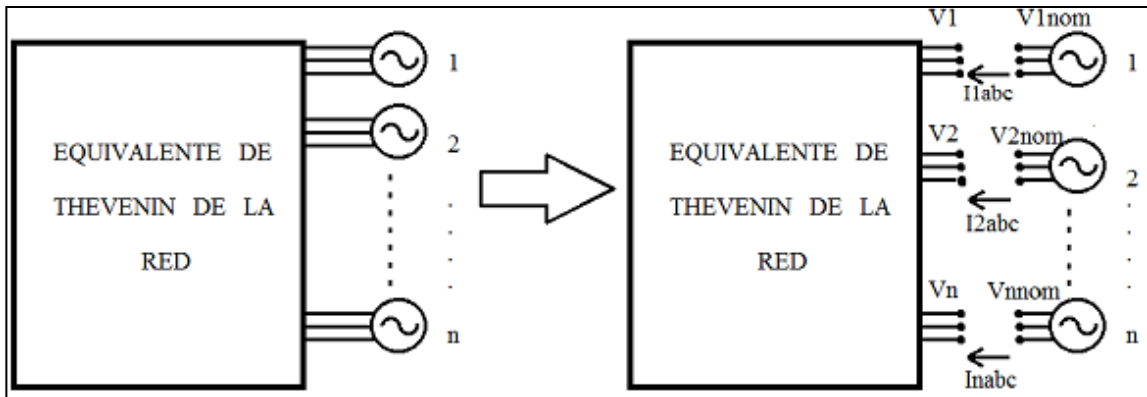 EQUIVALENTE DE
THEVENIN DE LA
RED
1
2
n
EQUIVALENTE DE
THEVENIN DE LA
RED
V1 V1nom
1
I1abc
V2 V2nom
2
I2abc
Vn Vnnom
n
Inabc